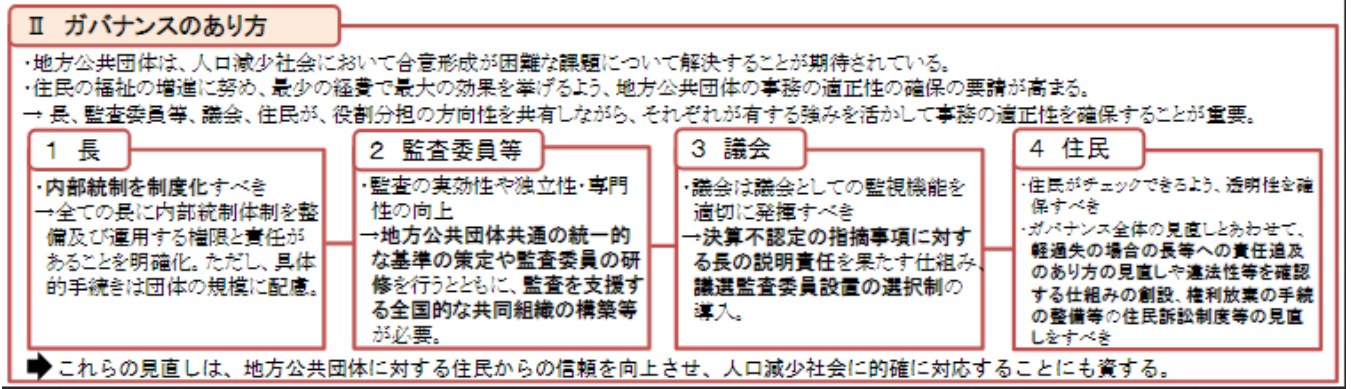 Ⅱ ガバナンスのあり方
・地方公共団体は、人口減少社会において合意形成が困難な課題について解決することが期待されている。
・住民の福祉の増進に努め、最少の経費で最大の効果を挙げるよう、地方公共団体の事務の適正性の確保の要請が高まる。
→ 長、監査委員等、議会、住民が、役割分担の方向性を共有しながら、それぞれが有する強みを活かして事務の適正性を確保することが重要。
1 長
・内部統制を制度化すべき
→全ての長に内部統制体制を整
備及び運用する権限と責任が
あることを明確化。ただし、具体
的手続きは団体の規模に配慮。
2 監査委員等
・監査の実効性や独立性・専門
性の向上
→地方公共団体共通の統一的
な基準の策定や監査委員の研
修を行うとともに、監査を支援す
る全国的な共同組織の構築等
が必要。
3 議会
・議会は議会としての監視機能を
適切に発揮すべき
→決算不認定の指摘事項に対す
る長の説明責任を果たす仕組み、
議選監査委員設置の選択制の
導入。
4 住民
・住民がチェックできるよう、透明性を確
保すべき
・ガバナンス全体の見直しとあわせて、
軽過失の場合の長等への責任追及
のあり方の見直しや違法性等を確認
する仕組みの創設、権利放棄の手続
の整備等の住民訴訟制度等の見直
しをすべき
➡ これらの見直しは、地方公共団体に対する住民からの信頼を向上させ、人口減少社会に的確に対応することにも資する。